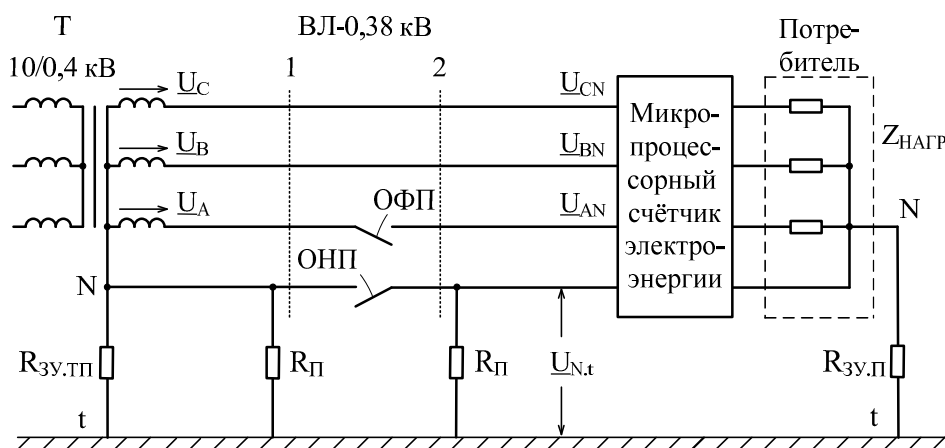 Т
10/0,4 кВ
ВЛ-0,38 кВ
1
2
Потре-
битель
U_C
U_B
U_A
U_CN
U_BN
U_AN
ОФП
ОНП
Микро-
процес-
сорный
счётчик
электро-
энергии
Z_НАГР
N
N
R_ЗУ.ТП
R_П
R_П
U_N.t
R_ЗУ.П
t
t